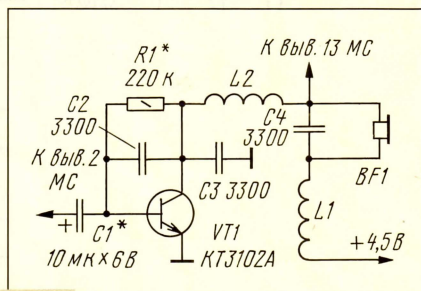 К выв. 13 МС
R1*
220 к
L2
C2
3300
C4
3300
К выв. 2
МС
C3 3300
BF1
L1
+
C1*
VT1
+4,5 В
10 мк × 6 В
КТ3102А